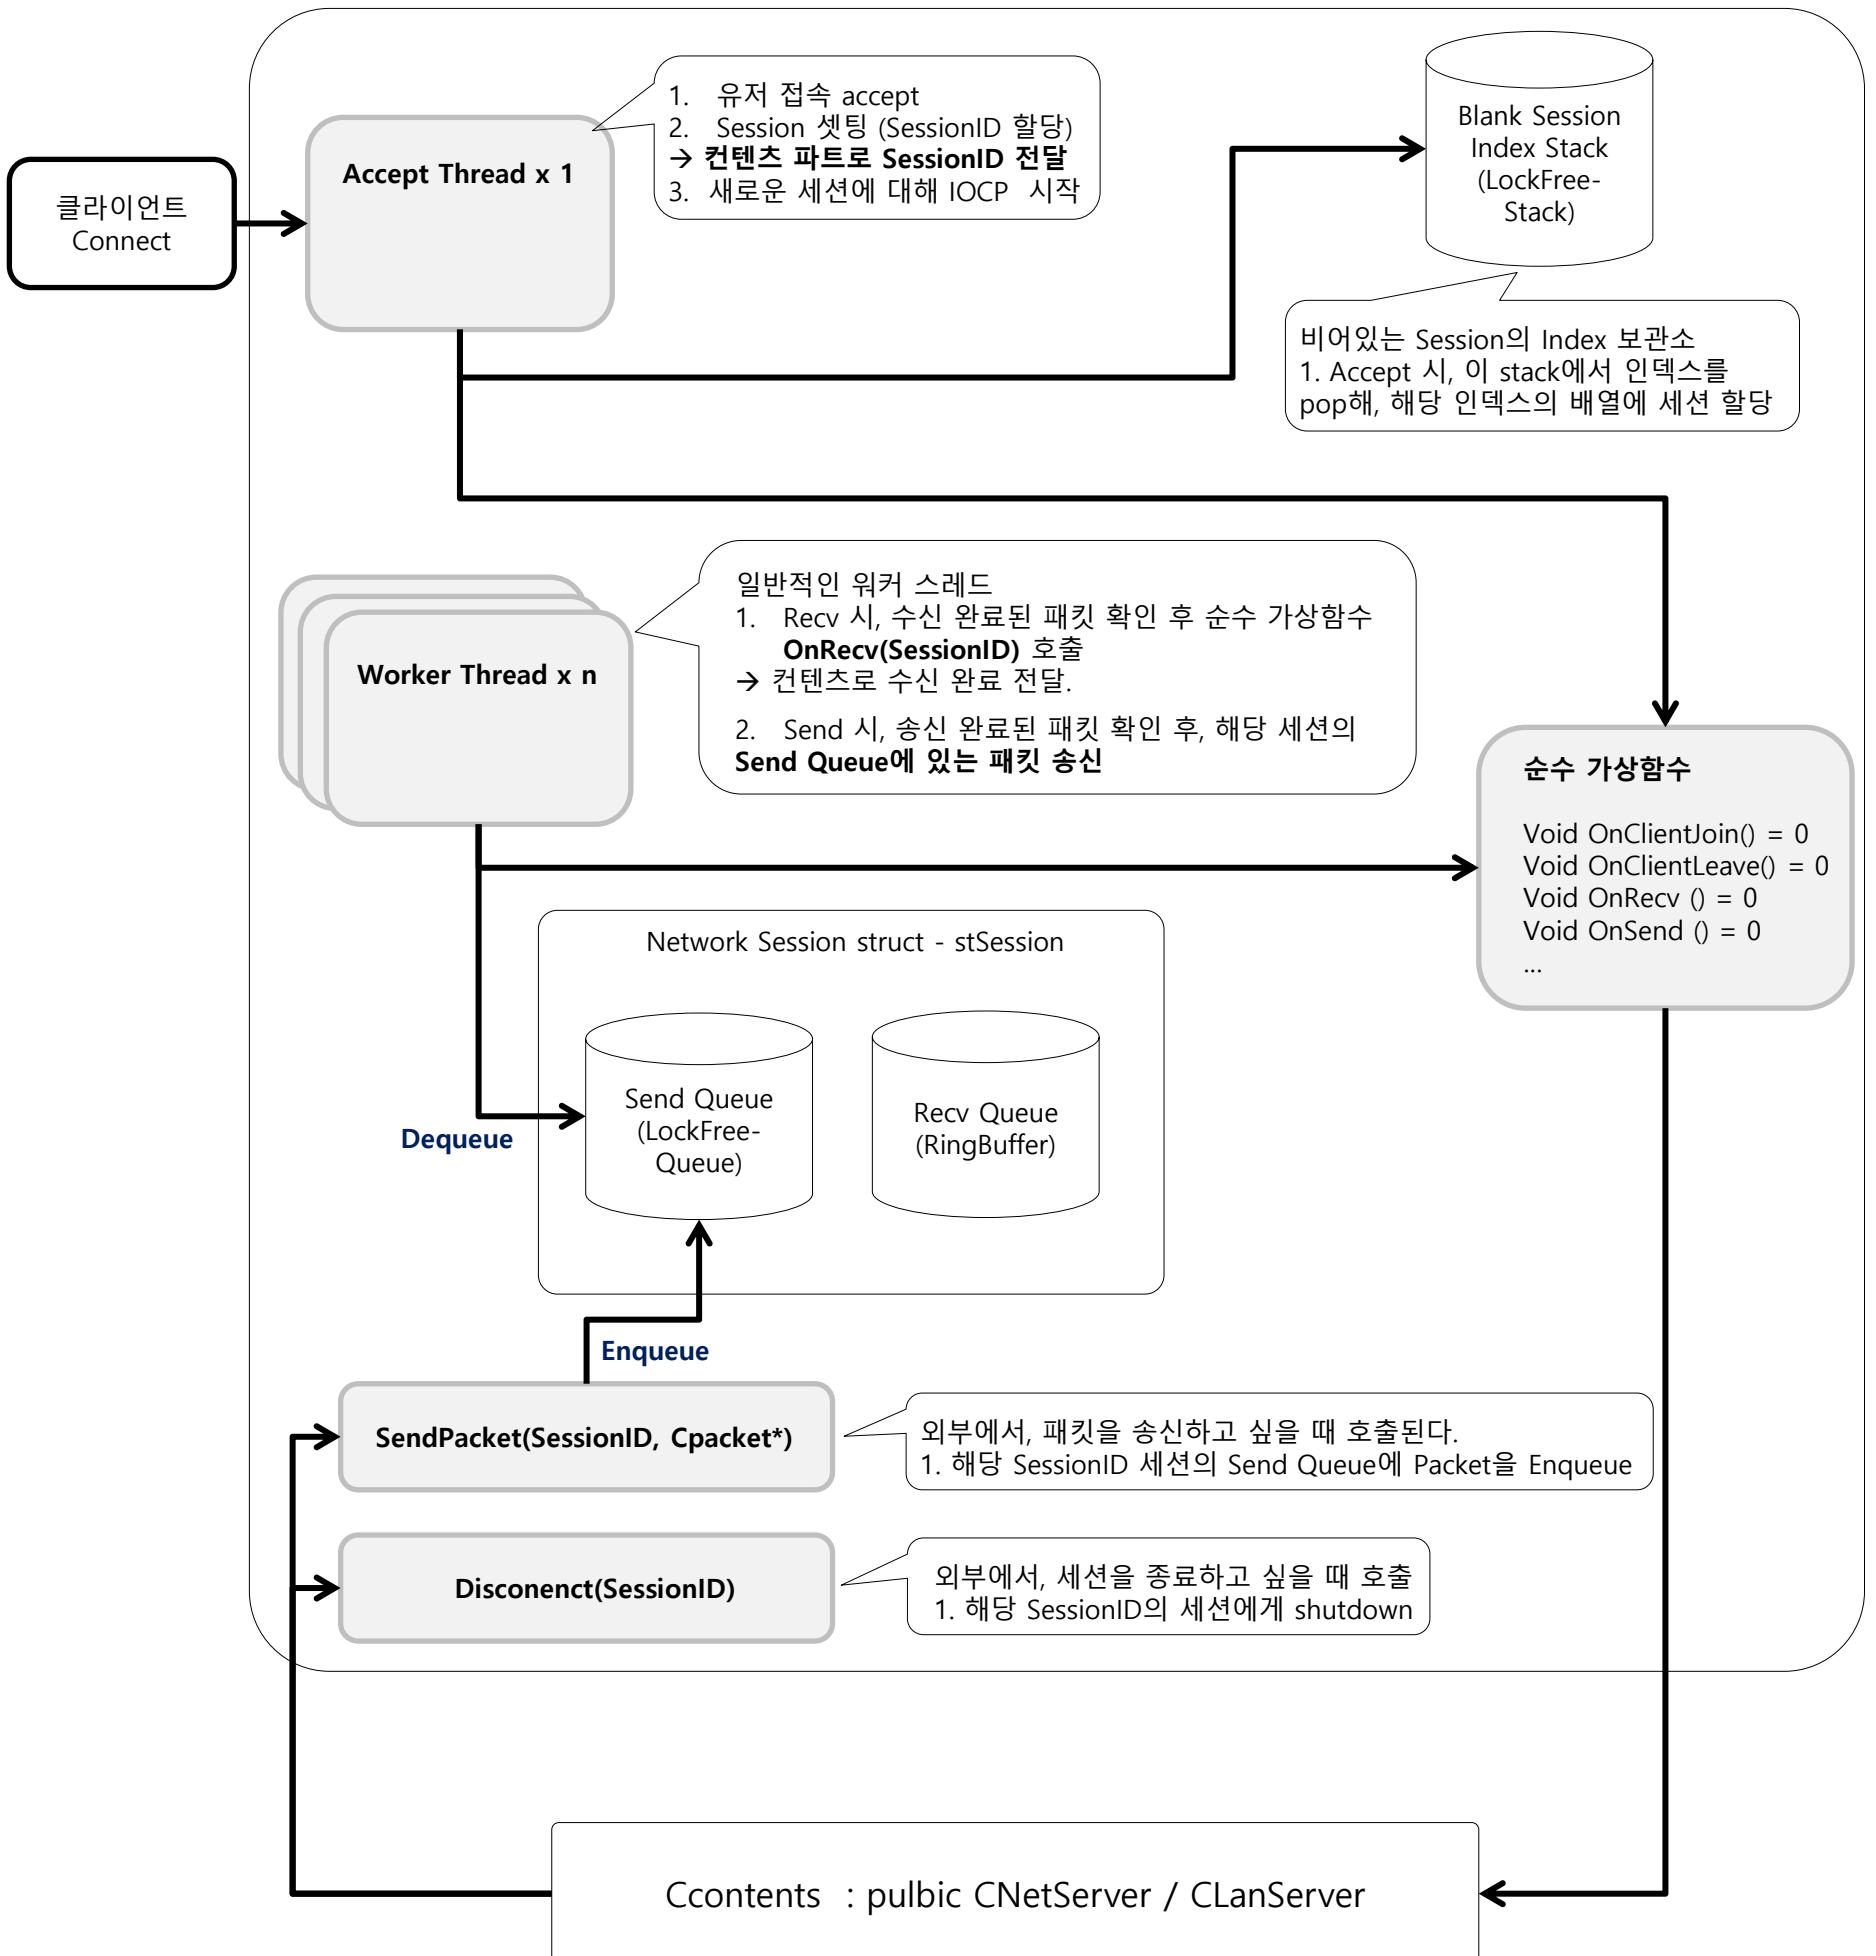 클라이언트
Connect
Accept Thread x 1
1. 유저 접속 accept
2. Session 셋팅 (SessionID 할당)
→ 컨텐츠 파트로 SessionID 전달
3. 새로운 세션에 대해 IOCP 시작
Blank Session
Index Stack
(LockFree-
Stack)
비어있는 Session의 Index 보관소
1. Accept 시, 이 stack에서 인덱스를
pop해, 해당 인덱스의 배열에 세션 할당
Worker Thread x n
일반적인 워커 스레드
1. Recv 시, 수신 완료된 패킷 확인 후 순수 가상함수
OnRecv(SessionID) 호출
→ 컨텐츠로 수신 완료 전달.
2. Send 시, 송신 완료된 패킷 확인 후, 해당 세션의
Send Queue에 있는 패킷 송신
순수 가상함수
Void OnClientJoin() = 0
Void OnClientLeave() = 0
Void OnRecv () = 0
Void OnSend () = 0
...
Network Session struct - stSession
Send Queue
(LockFree-
Queue)
Recv Queue
(RingBuffer)
Dequeue
Enqueue
SendPacket(SessionID, Cpacket*)
외부에서, 패킷을 송신하고 싶을 때 호출된다.
1. 해당 SessionID 세션의 Send Queue에 Packet을 Enqueue
Disconenct(SessionID)
외부에서, 세션을 종료하고 싶을 때 호출
1. 해당 SessionID의 세션에게 shutdown
Ccontents : pulbic CNetServer / CLanServer